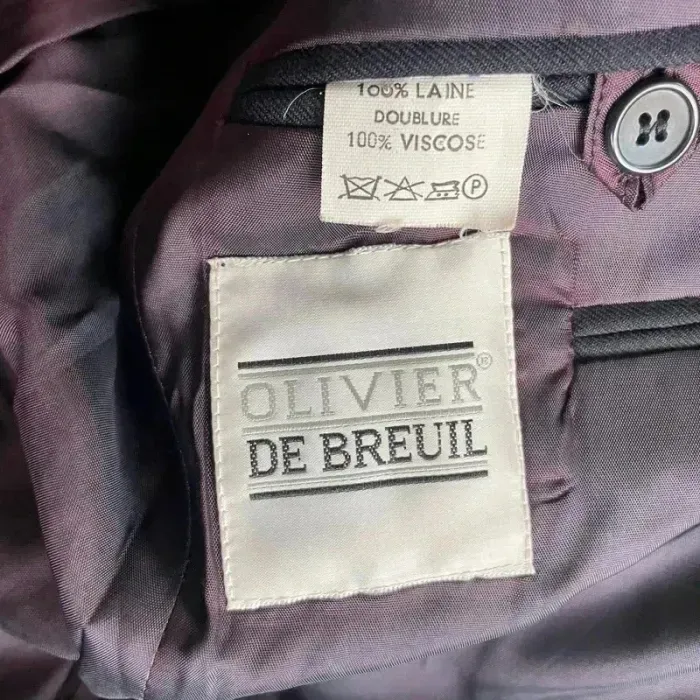 100% LAINE
DOUBLURE
100% VISCOSE
P
OLIVIER®
DE BREUIL